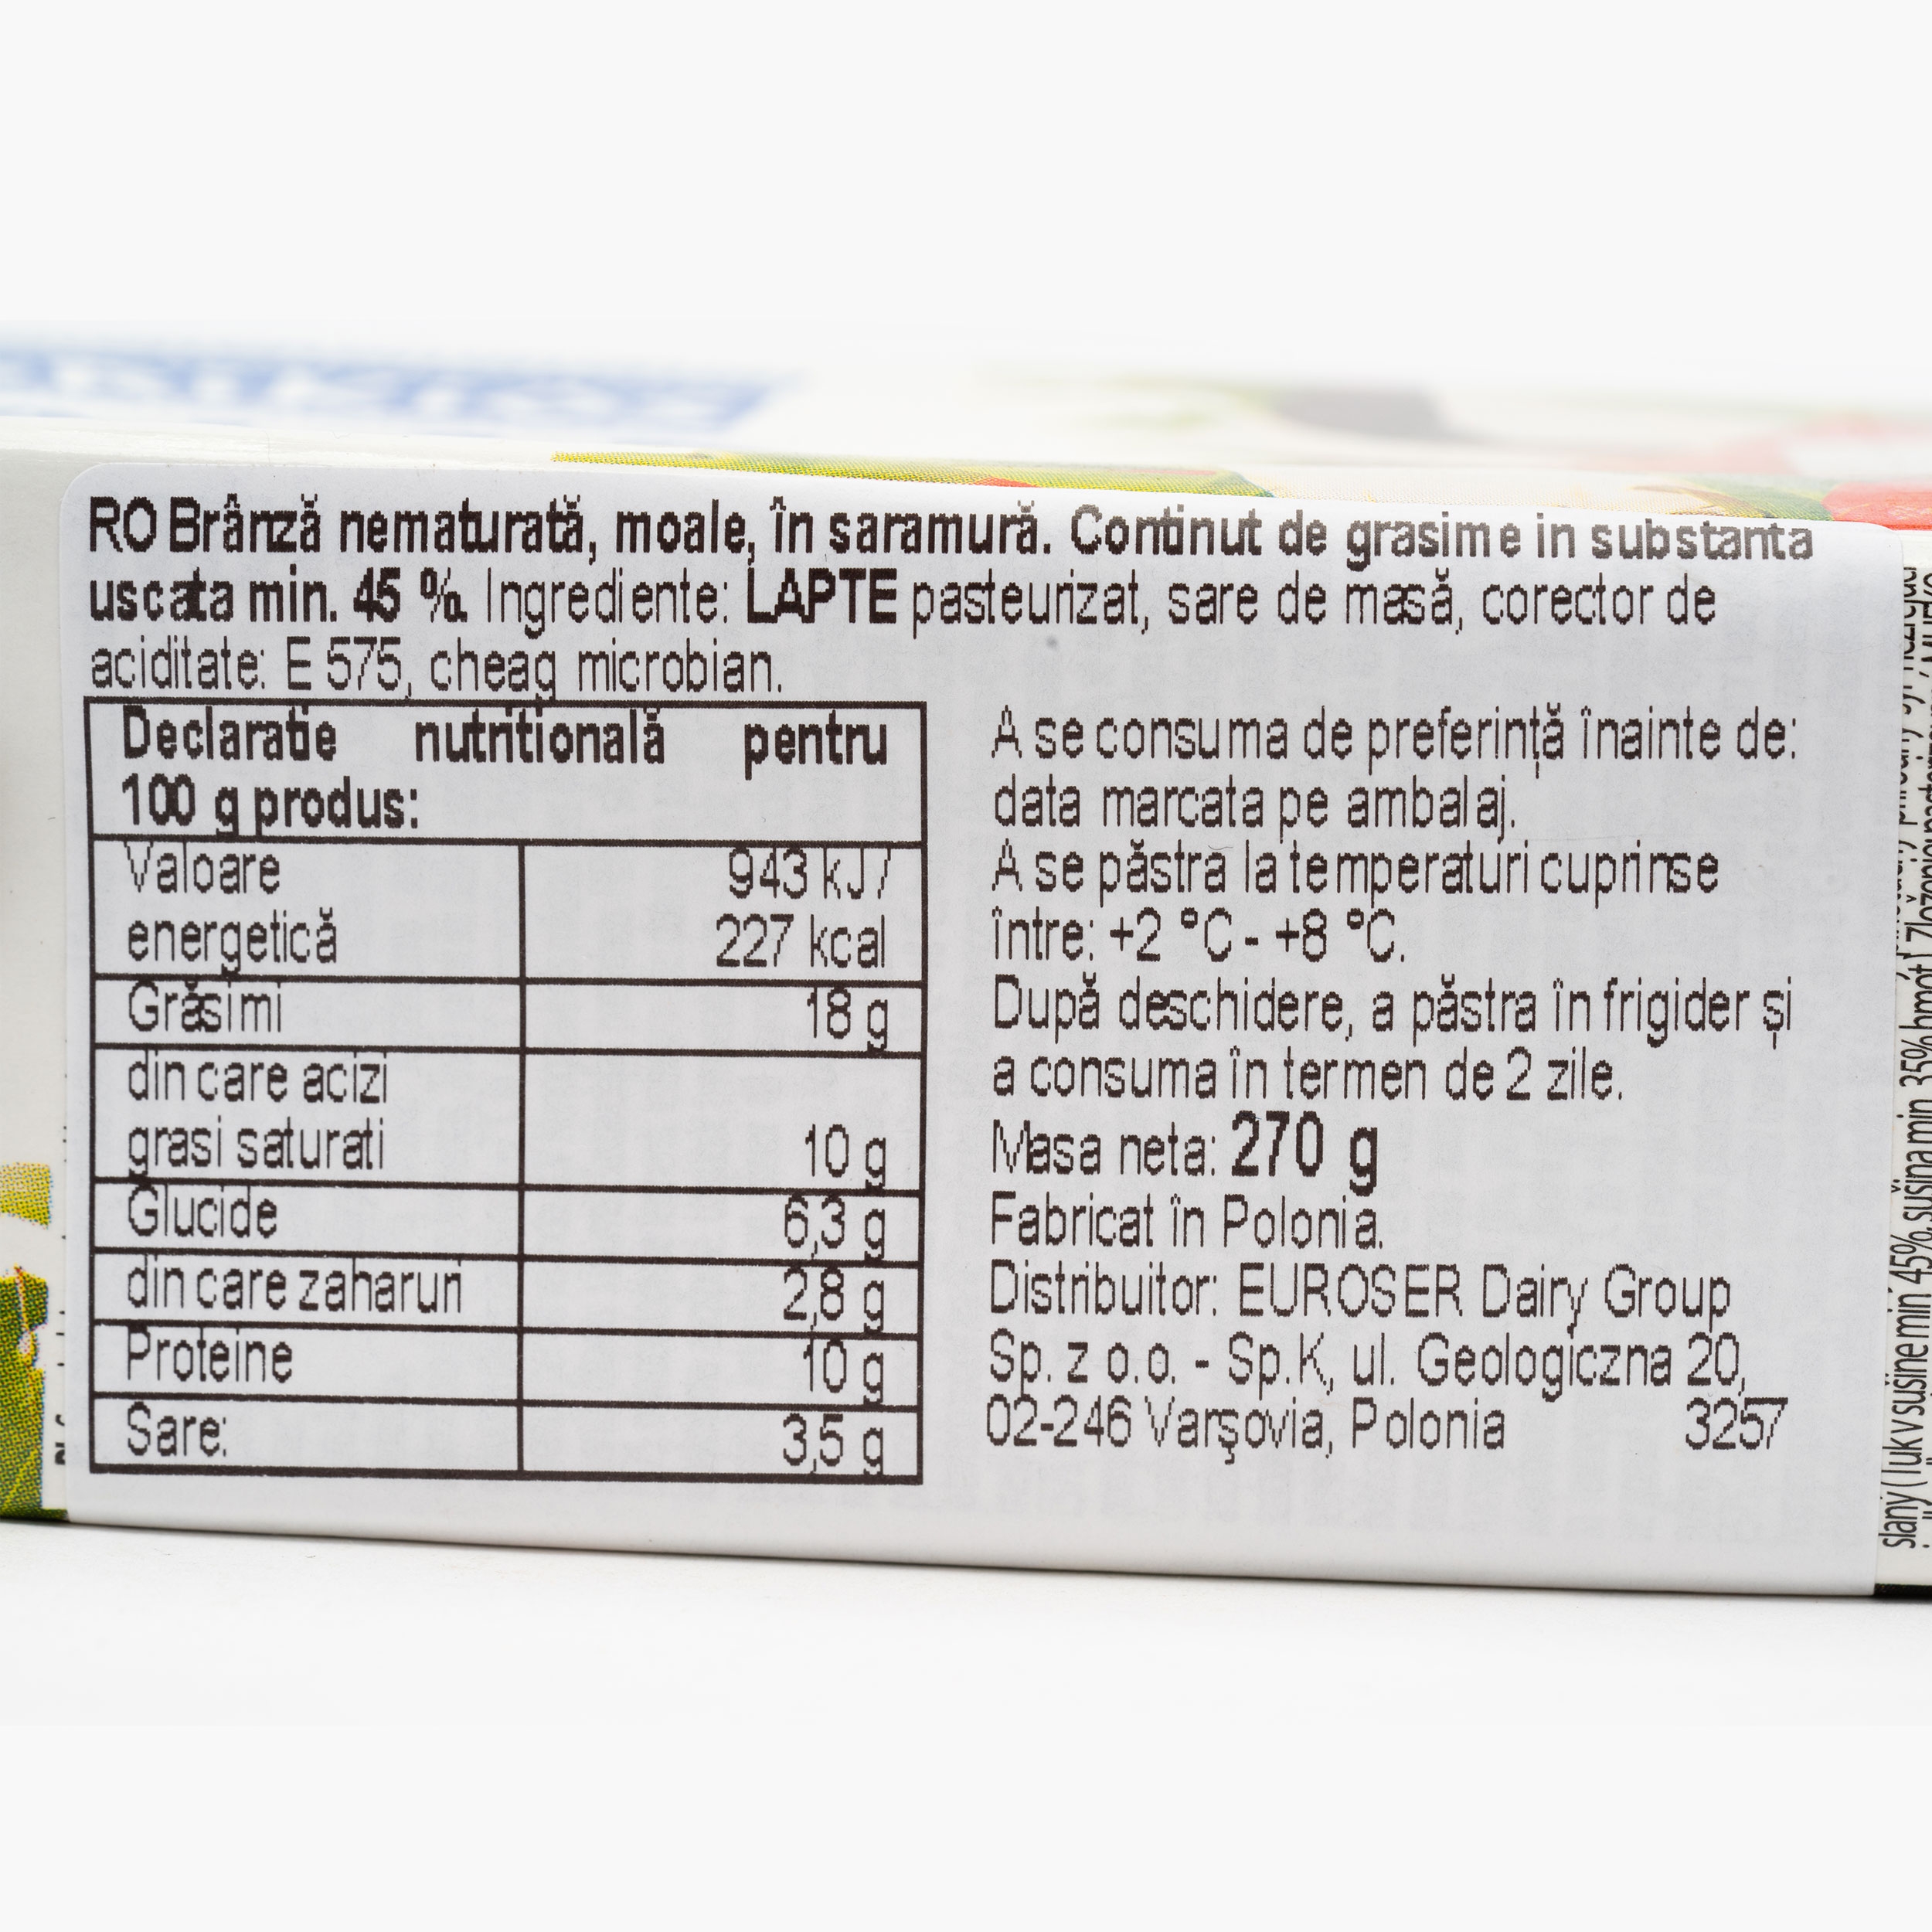 RO Brânză nematurată, moale, în saramură. Continut de grasime in substanta
uscata min. 45 %. Ingrediente: LAPTE pasteurizat, sare de masă, corector de
aciditate: E 575, cheag microbian.
Declaratie nutritională pentru
100 g produs:
Valoare
energetică
943 kJ/
227 kcal
Grăsimi 18 g
din care acizi
grasi saturati 10 g
Glucide 6,3 g
din care zaharuri 2,8 g
Proteine 10 g
Sare: 3,5 g
A se consuma de preferință înainte de:
data marcata pe ambalaj.
A se păstra la temperaturi cuprinse
între: +2 °C - +8 °C.
După deschidere, a păstra în frigider și
a consuma în termen de 2 zile.
Masa neta: 270 g
Fabricat în Polonia.
Distribuitor: EUROSER Dairy Group
Sp. z o.o. - Sp.K, ul. Geologiczna 20,
02-246 Varşovia, Polonia 3257